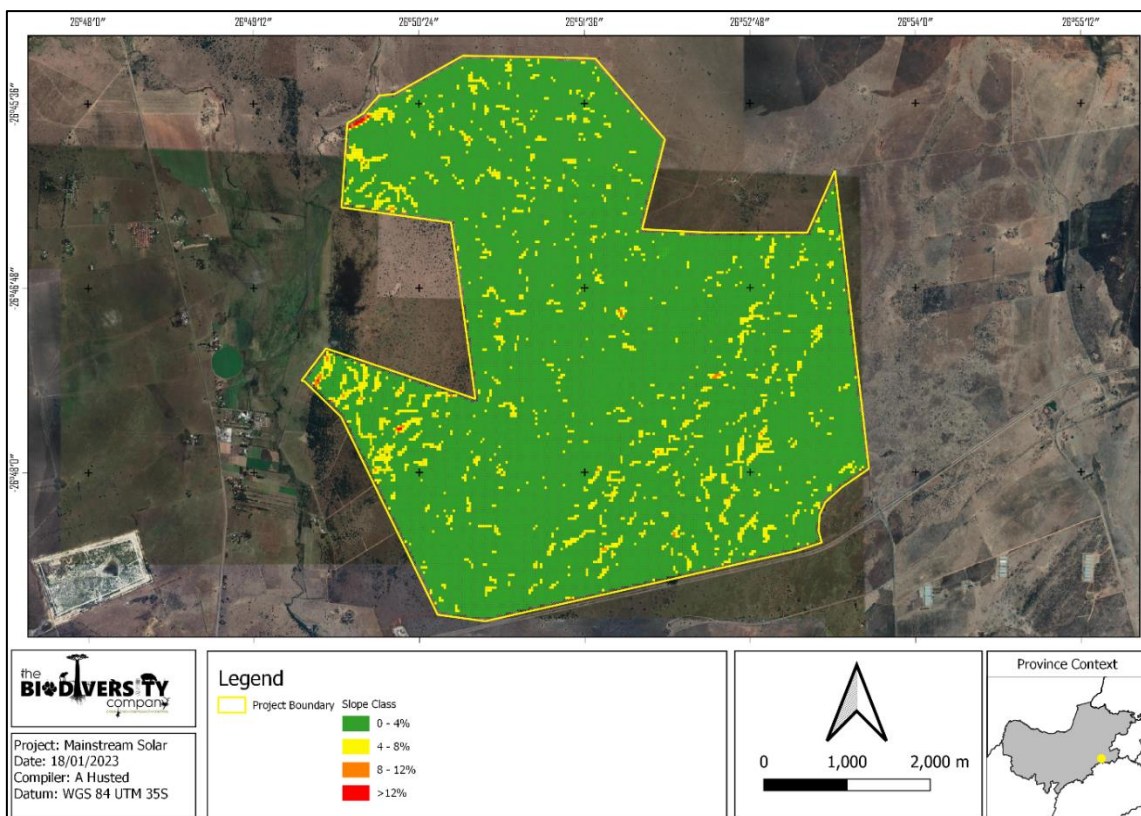 26°48'0" 26°49'12" 26°50'24" 26°51'36" 26°52'48" 26°54'0" 26°55'12"
-26°45'36"
-26°46'48"
-26°48'0"
the
BIODIVERSITY
company
Project: Mainstream Solar
Date: 18/01/2023
Compiler: A Husted
Datum: WGS 84 UTM 35S
Legend
Project Boundary
Slope Class
0 - 4%
4 - 8%
8 - 12%
>12%
0 1,000 2,000 m
Province Context